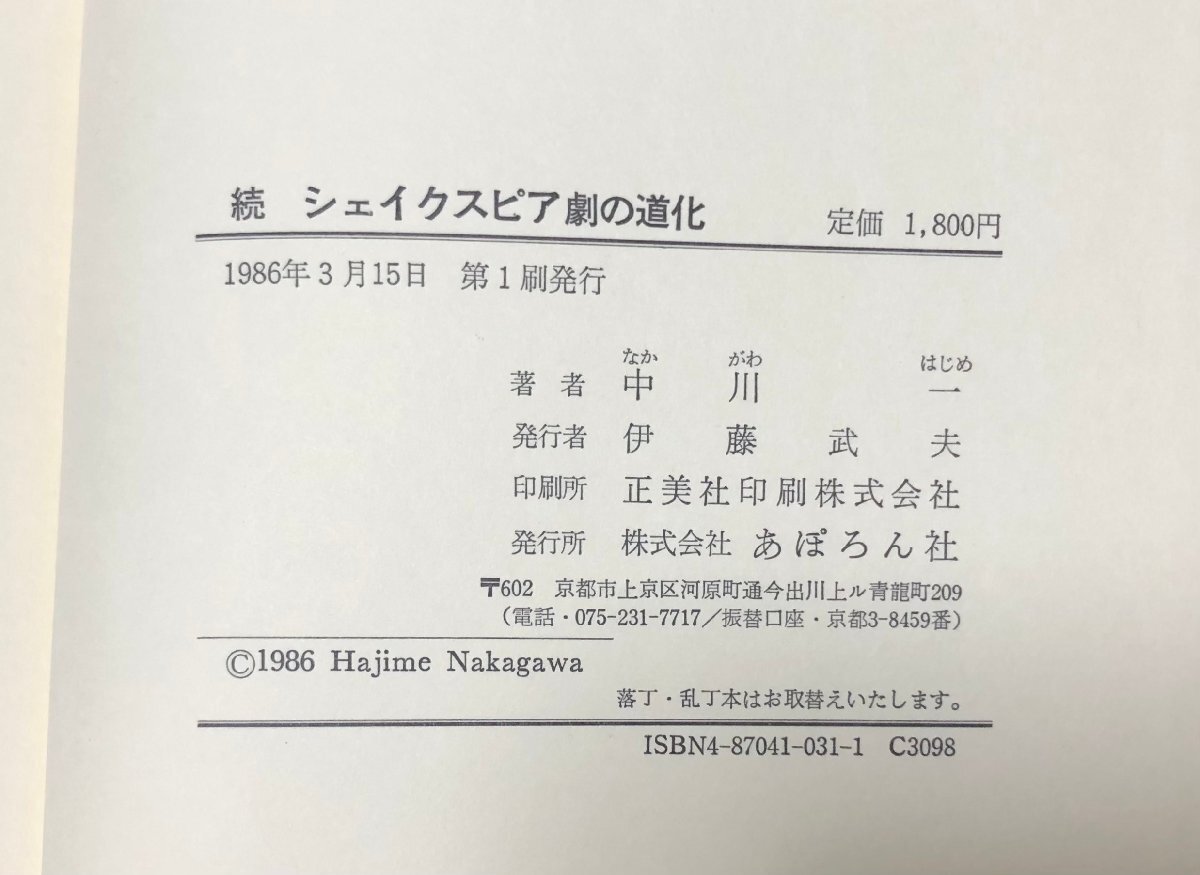 続 シェイクスピア劇の道化 定価 1,800円
1986年3月15日 第1刷発行
なか がわ はじめ
著者 中川一
発行者 伊藤武夫
印刷所 正美社印刷株式会社
発行所 株式会社 あぽろん社
〒602 京都市上京区河原町通今出川上ル青龍町209
(電話・075-231-7717/振替口座・京都3-8459番)
©1986 Hajime Nakagawa
落丁・乱丁本はお取替えいたします。
ISBN4-87041-031-1 C3098